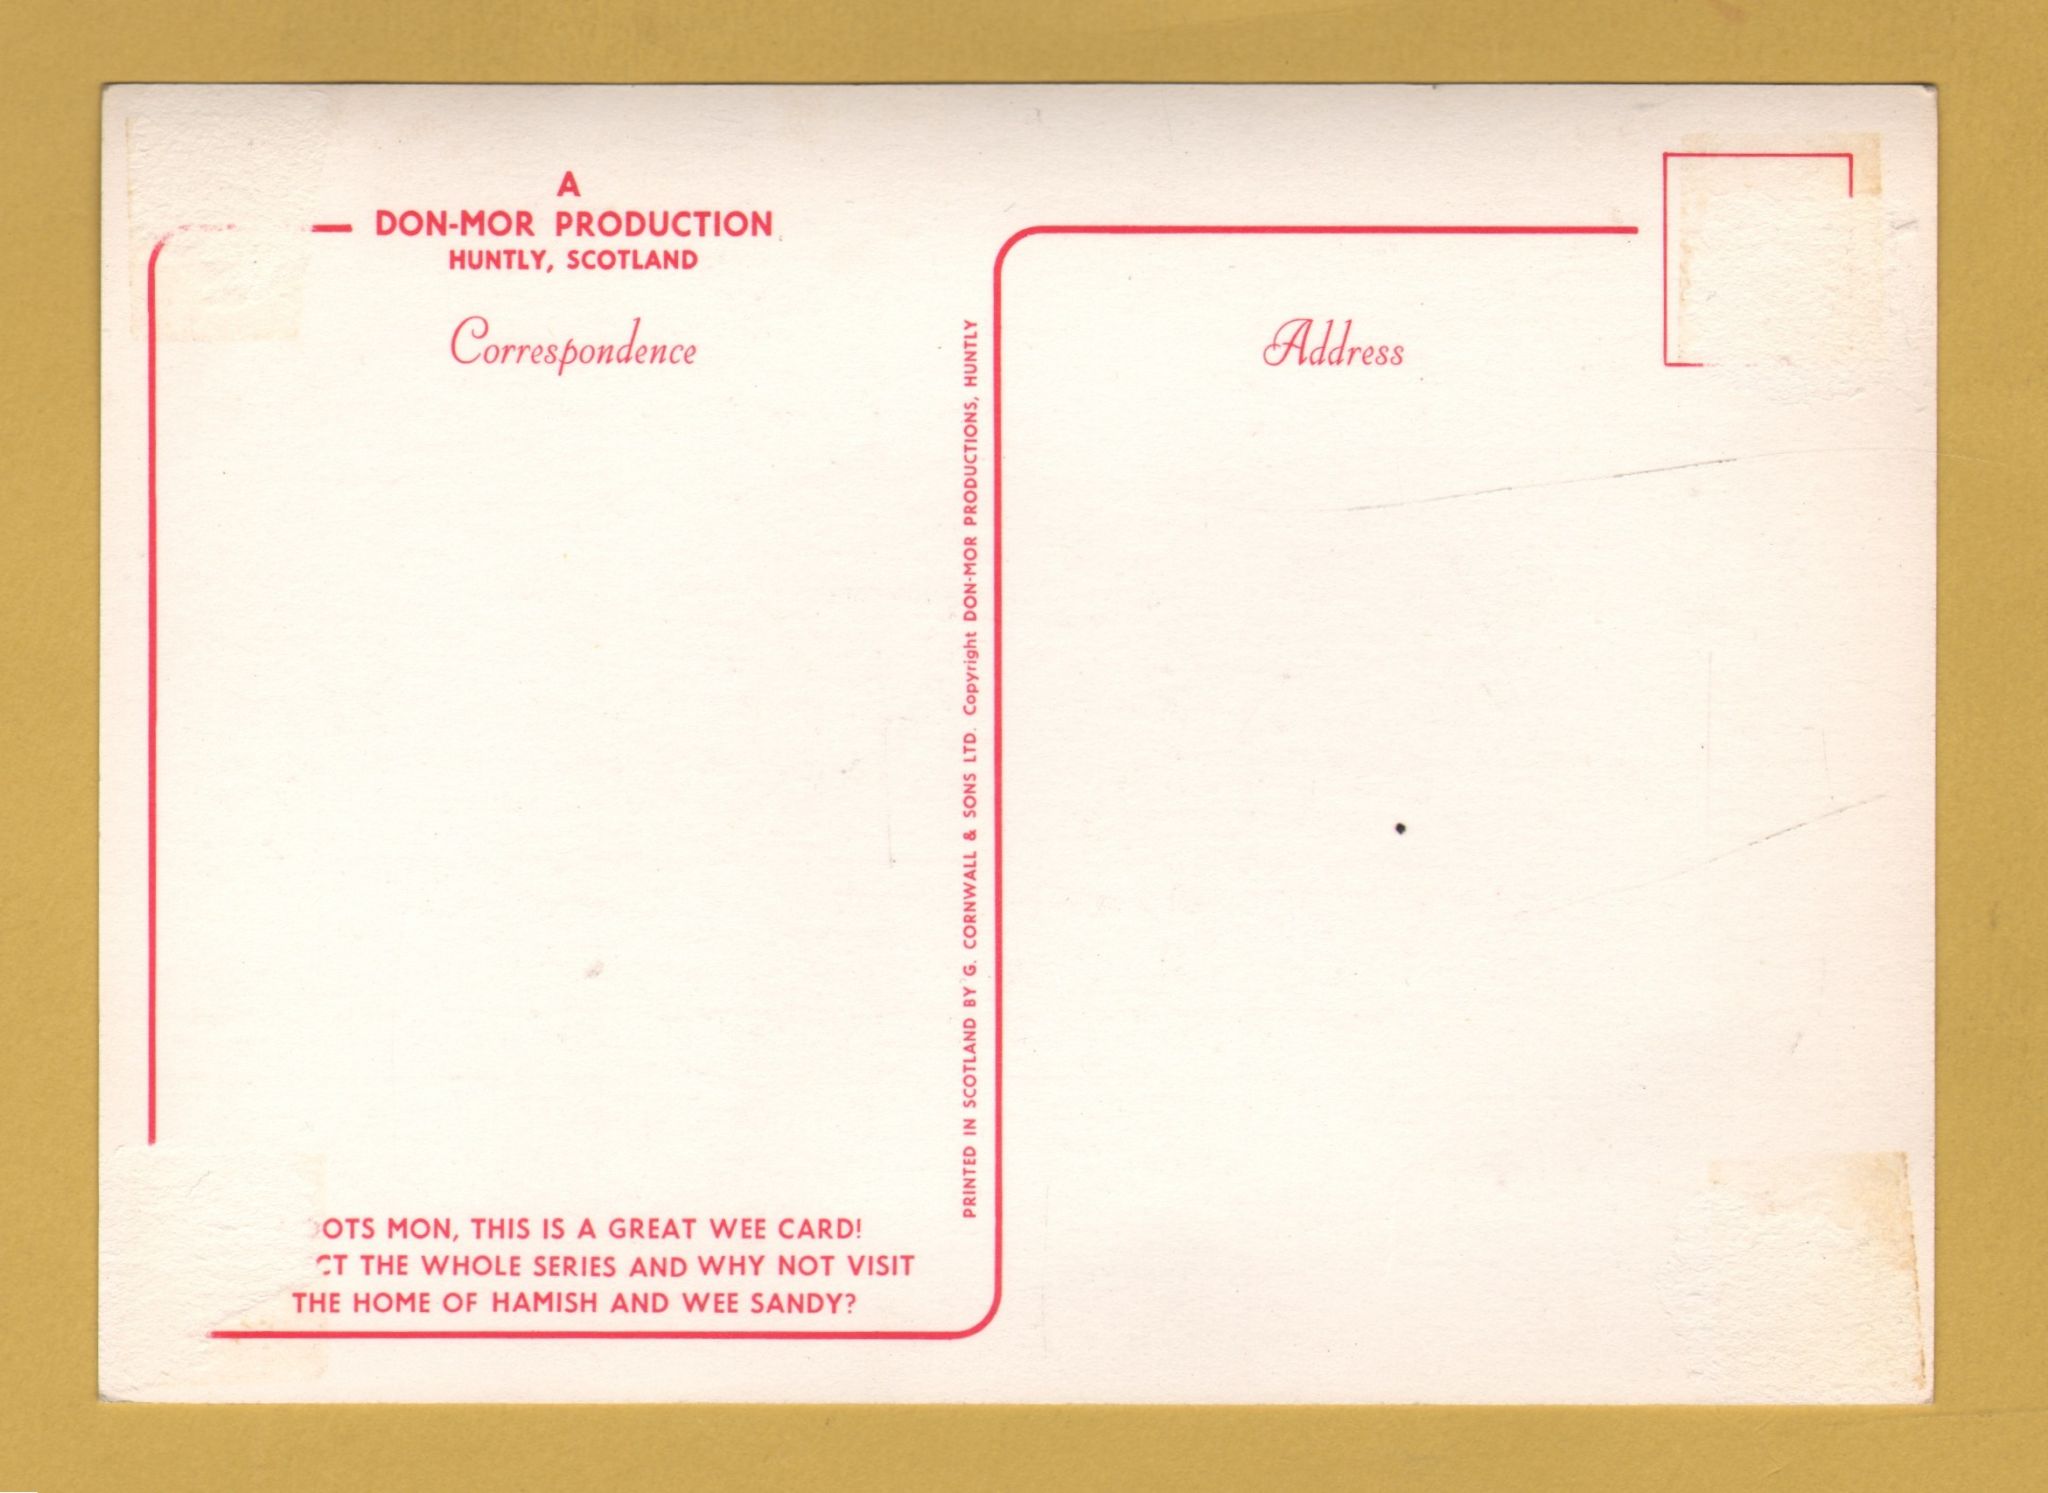 A
DON-MOR PRODUCTION
HUNTLY, SCOTLAND
Correspondence
Address
PRINTED IN SCOTLAND BY G. CORNWALL & SONS LTD. Copyright DON-MOR PRODUCTIONS, HUNTLY
OTS MON, THIS IS A GREAT WEE CARD!
CT THE WHOLE SERIES AND WHY NOT VISIT
THE HOME OF HAMISH AND WEE SANDY?